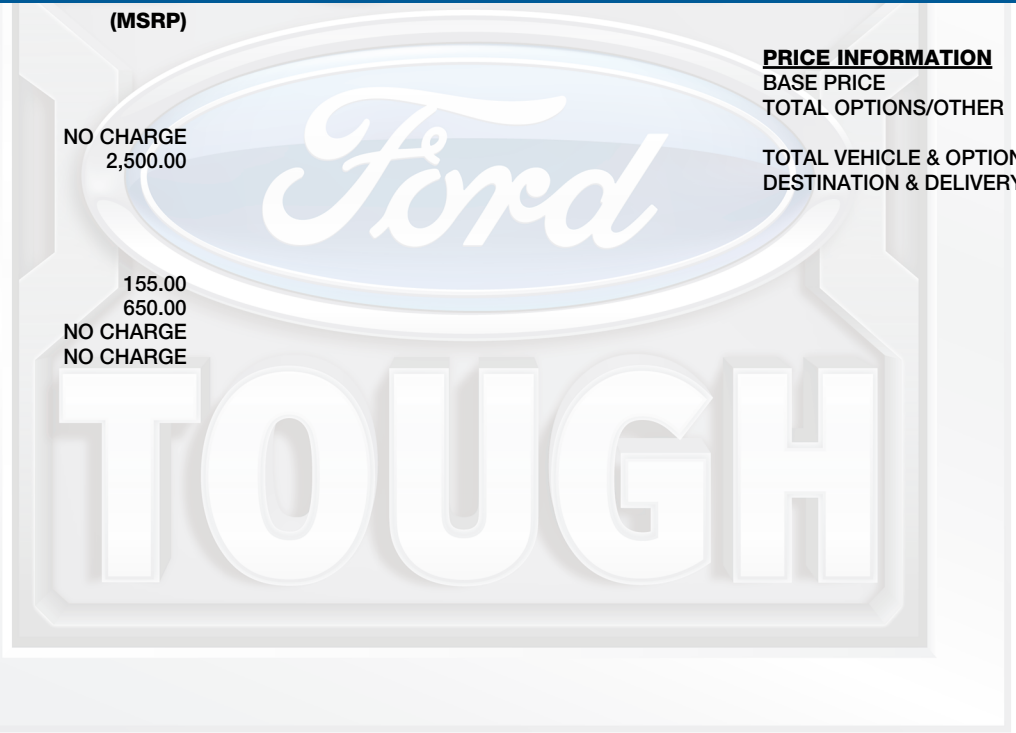 (MSRP)
NO CHARGE
2,500.00
155.00
650.00
NO CHARGE
NO CHARGE
PRICE INFORMATION
BASE PRICE
TOTAL OPTIONS/OTHER
TOTAL VEHICLE & OPTION
DESTINATION & DELIVERY
Ford
TOUGH